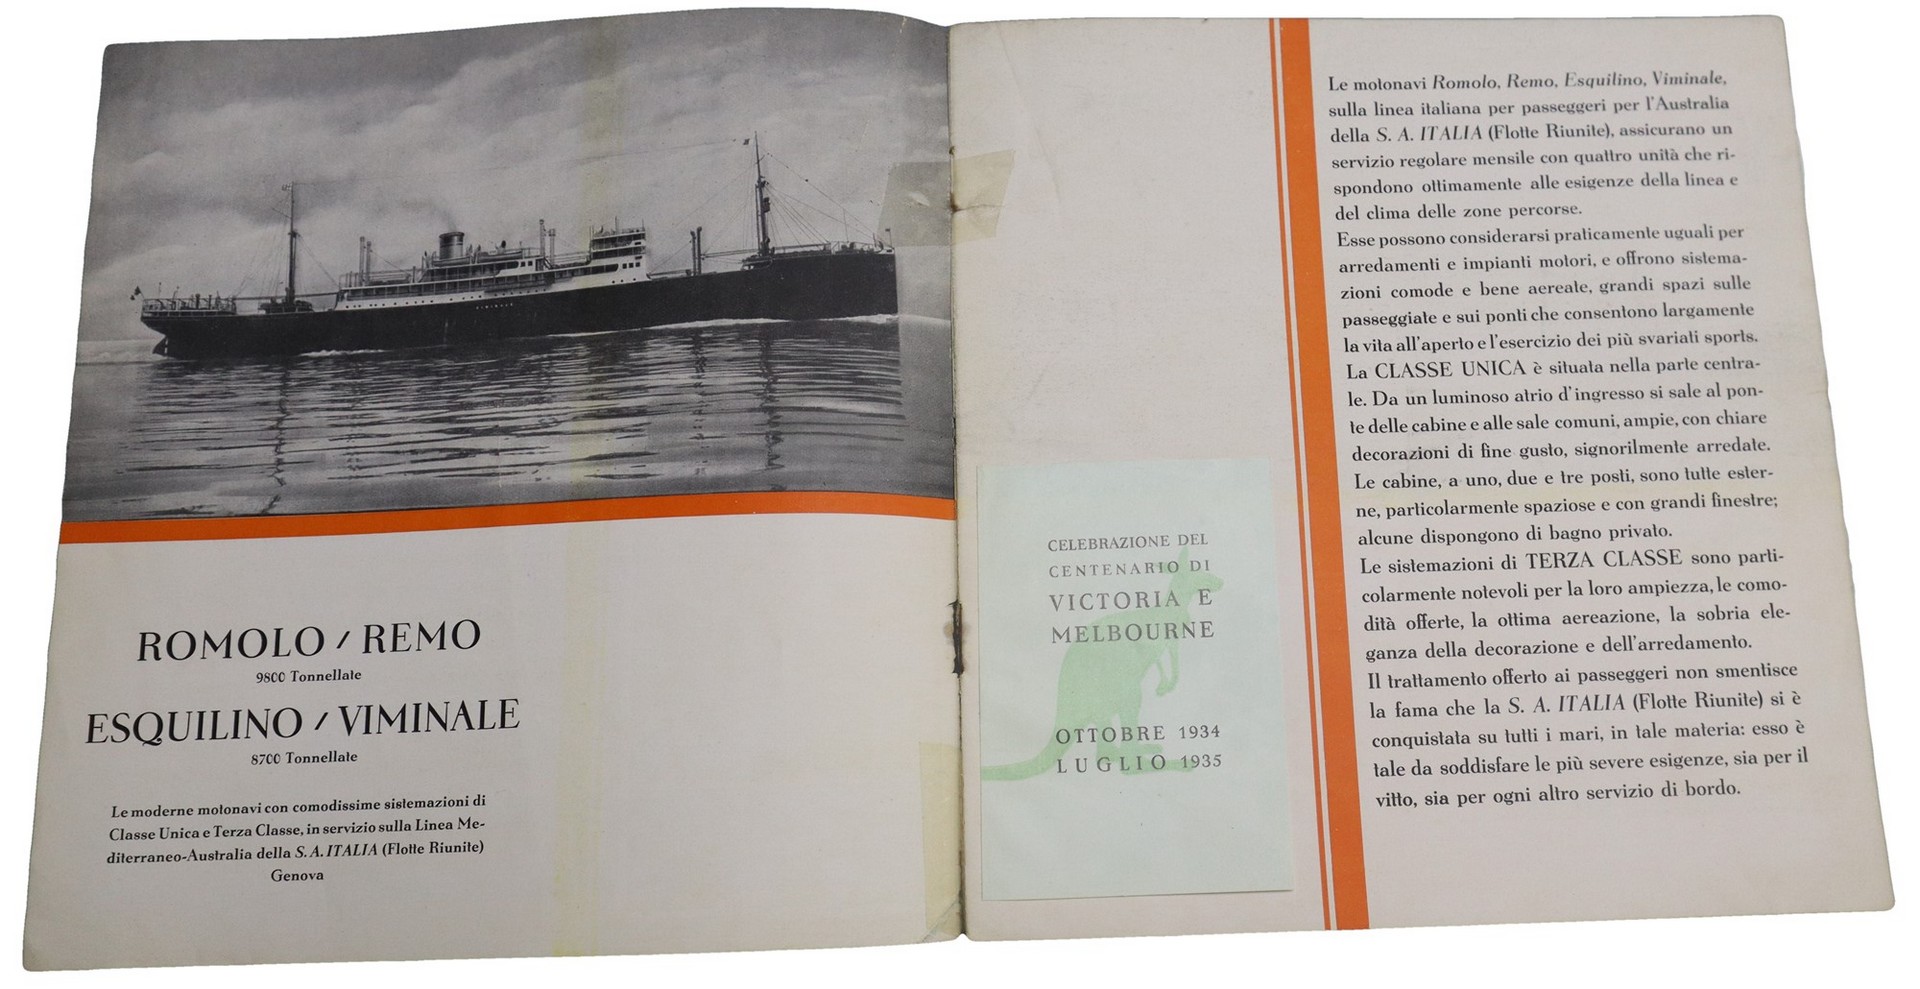 VIMINALE
ROMOLO / REMO
9800 Tonnellate
ESQUILINO / VIMINALE
8700 Tonnellate
Le moderne motonavi con comodissime sistemazioni di
Classe Unica e Terza Classe, in servizio sulla Linea Me-
diterraneo-Australia della S. A. ITALIA (Flotte Riunite)
Genova
CELEBRAZIONE DEL
CENTENARIO DI
VICTORIA E
MELBOURNE
OTTOBRE 1934
LUGLIO 1935
Le motonavi Romolo, Remo, Esquilino, Viminale,
sulla linea italiana per passeggeri per l'Australia
della S. A. ITALIA (Flotte Riunite), assicurano un
servizio regolare mensile con quattro unità che ri-
spondono ottimamente alle esigenze della linea e
del clima delle zone percorse.
Esse possono considerarsi praticamente uguali per
arredamenti e impianti motori, e offrono sistema-
zioni comode e bene aereate, grandi spazi sulle
passeggiate e sui ponti che consentono largamente
la vita all'aperto e l'esercizio dei più svariati sports.
La CLASSE UNICA è situata nella parte centra-
le. Da un luminoso atrio d'ingresso si sale al pon-
te delle cabine e alle sale comuni, ampie, con chiare
decorazioni di fine gusto, signorilmente arredate.
Le cabine, a uno, due e tre posti, sono tutte ester-
ne, particolarmente spaziose e con grandi finestre;
alcune dispongono di bagno privato.
Le sistemazioni di TERZA CLASSE sono parti-
colarmente notevoli per la loro ampiezza, le como-
dità offerte, la ottima aereazione, la sobria ele-
ganza della decorazione e dell'arredamento.
Il trattamento offerto ai passeggeri non smentisce
la fama che la S. A. ITALIA (Flotte Riunite) si è
conquistata su tutti i mari, in tale materia: esso è
tale da soddisfare le più severe esigenze, sia per il
vitto, sia per ogni altro servizio di bordo.